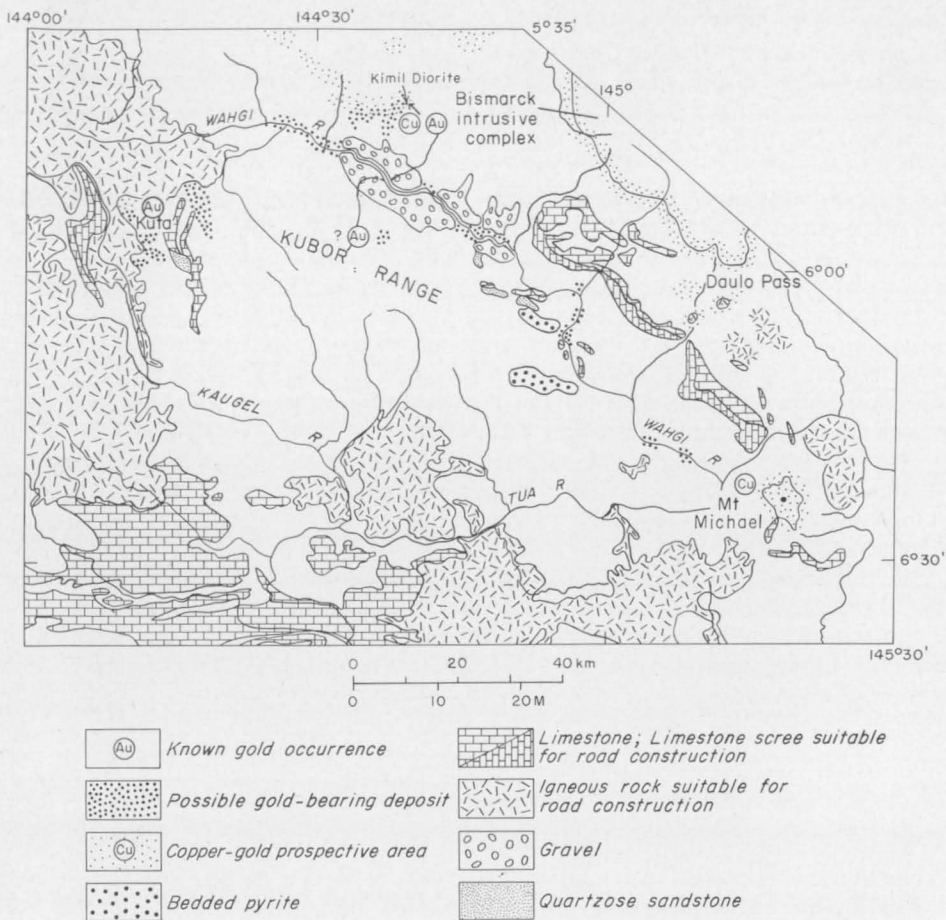 144°00'
144°30'
5°35'
145°
Kimil Diorite
Bismarck
intrusive
complex
WAHGI
R
Cu
Au
Au
Kuta
? Au
KUBOR RANGE
6°00'
Daulo Pass
KAUGEL
R
WAHGI
R
TUA R
Cu
Mt
Michael
6°30'
145°30'
0 20 40 km
0 10 20 M
Au Known gold occurrence
Possible gold-bearing deposit
Cu Copper-gold prospective area
Bedded pyrite
Limestone; Limestone scree suitable
for road construction
Igneous rock suitable for
road construction
Gravel
Quartzose sandstone